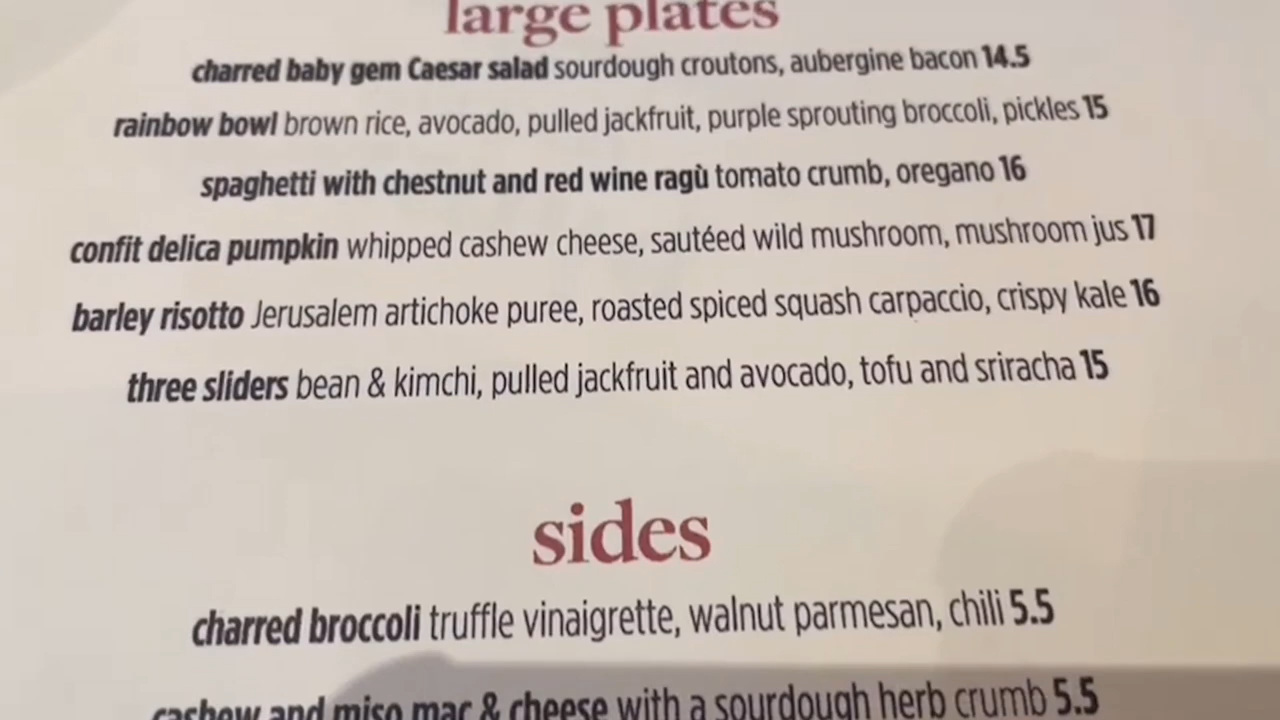 large plates
charred baby gem Caesar salad sourdough croutons, aubergine bacon 14.5
rainbow bowl brown rice, avocado, pulled jackfruit, purple sprouting broccoli, pickles 15
spaghetti with chestnut and red wine ragù tomato crumb, oregano 16
confit delica pumpkin whipped cashew cheese, sautéed wild mushroom, mushroom jus 17
barley risotto Jerusalem artichoke puree, roasted spiced squash carpaccio, crispy kale 16
three sliders bean & kimchi, pulled jackfruit and avocado, tofu and sriracha 15
sides
charred broccoli truffle vinaigrette, walnut parmesan, chili 5.5
cashew and miso mac & cheese with a sourdough herb crumb 5.5